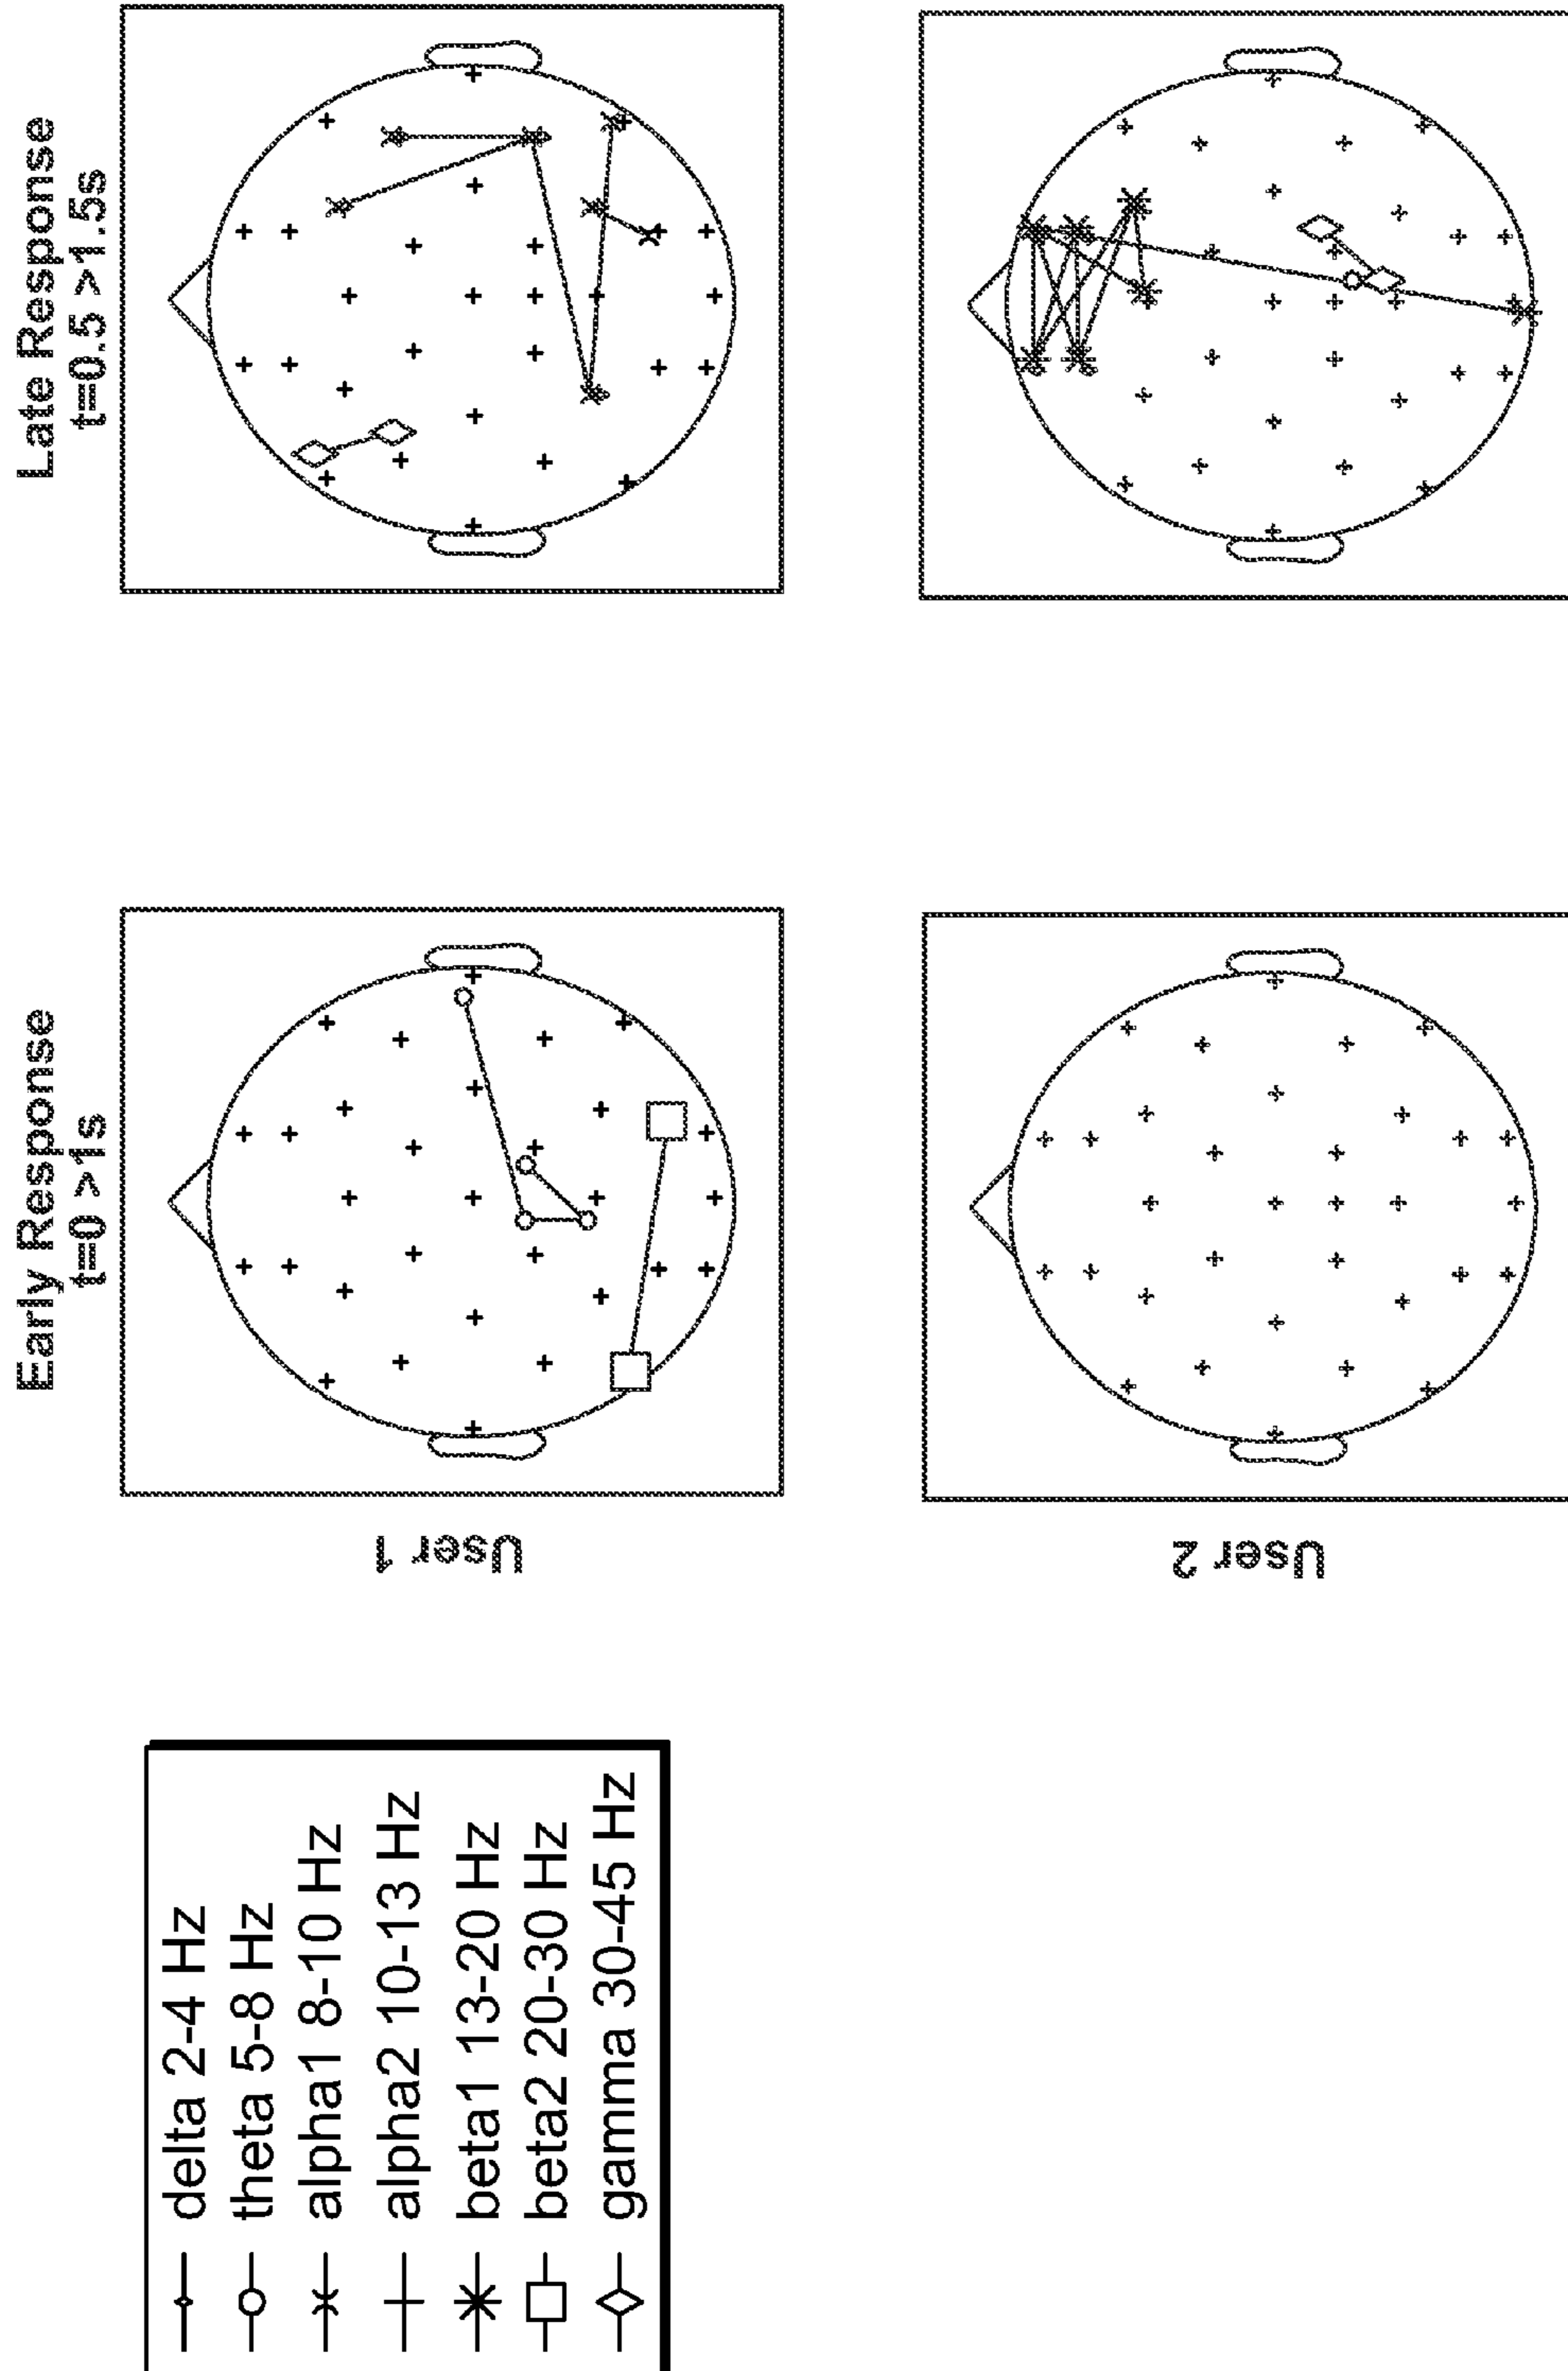 Early Response
t=0 >1s
Late Response
t=0.5 >1.5s
User 1
User 2
delta 2-4 Hz
theta 5-8 Hz
alpha1 8-10 Hz
alpha2 10-13 Hz
beta1 13-20 Hz
beta2 20-30 Hz
gamma 30-45 Hz